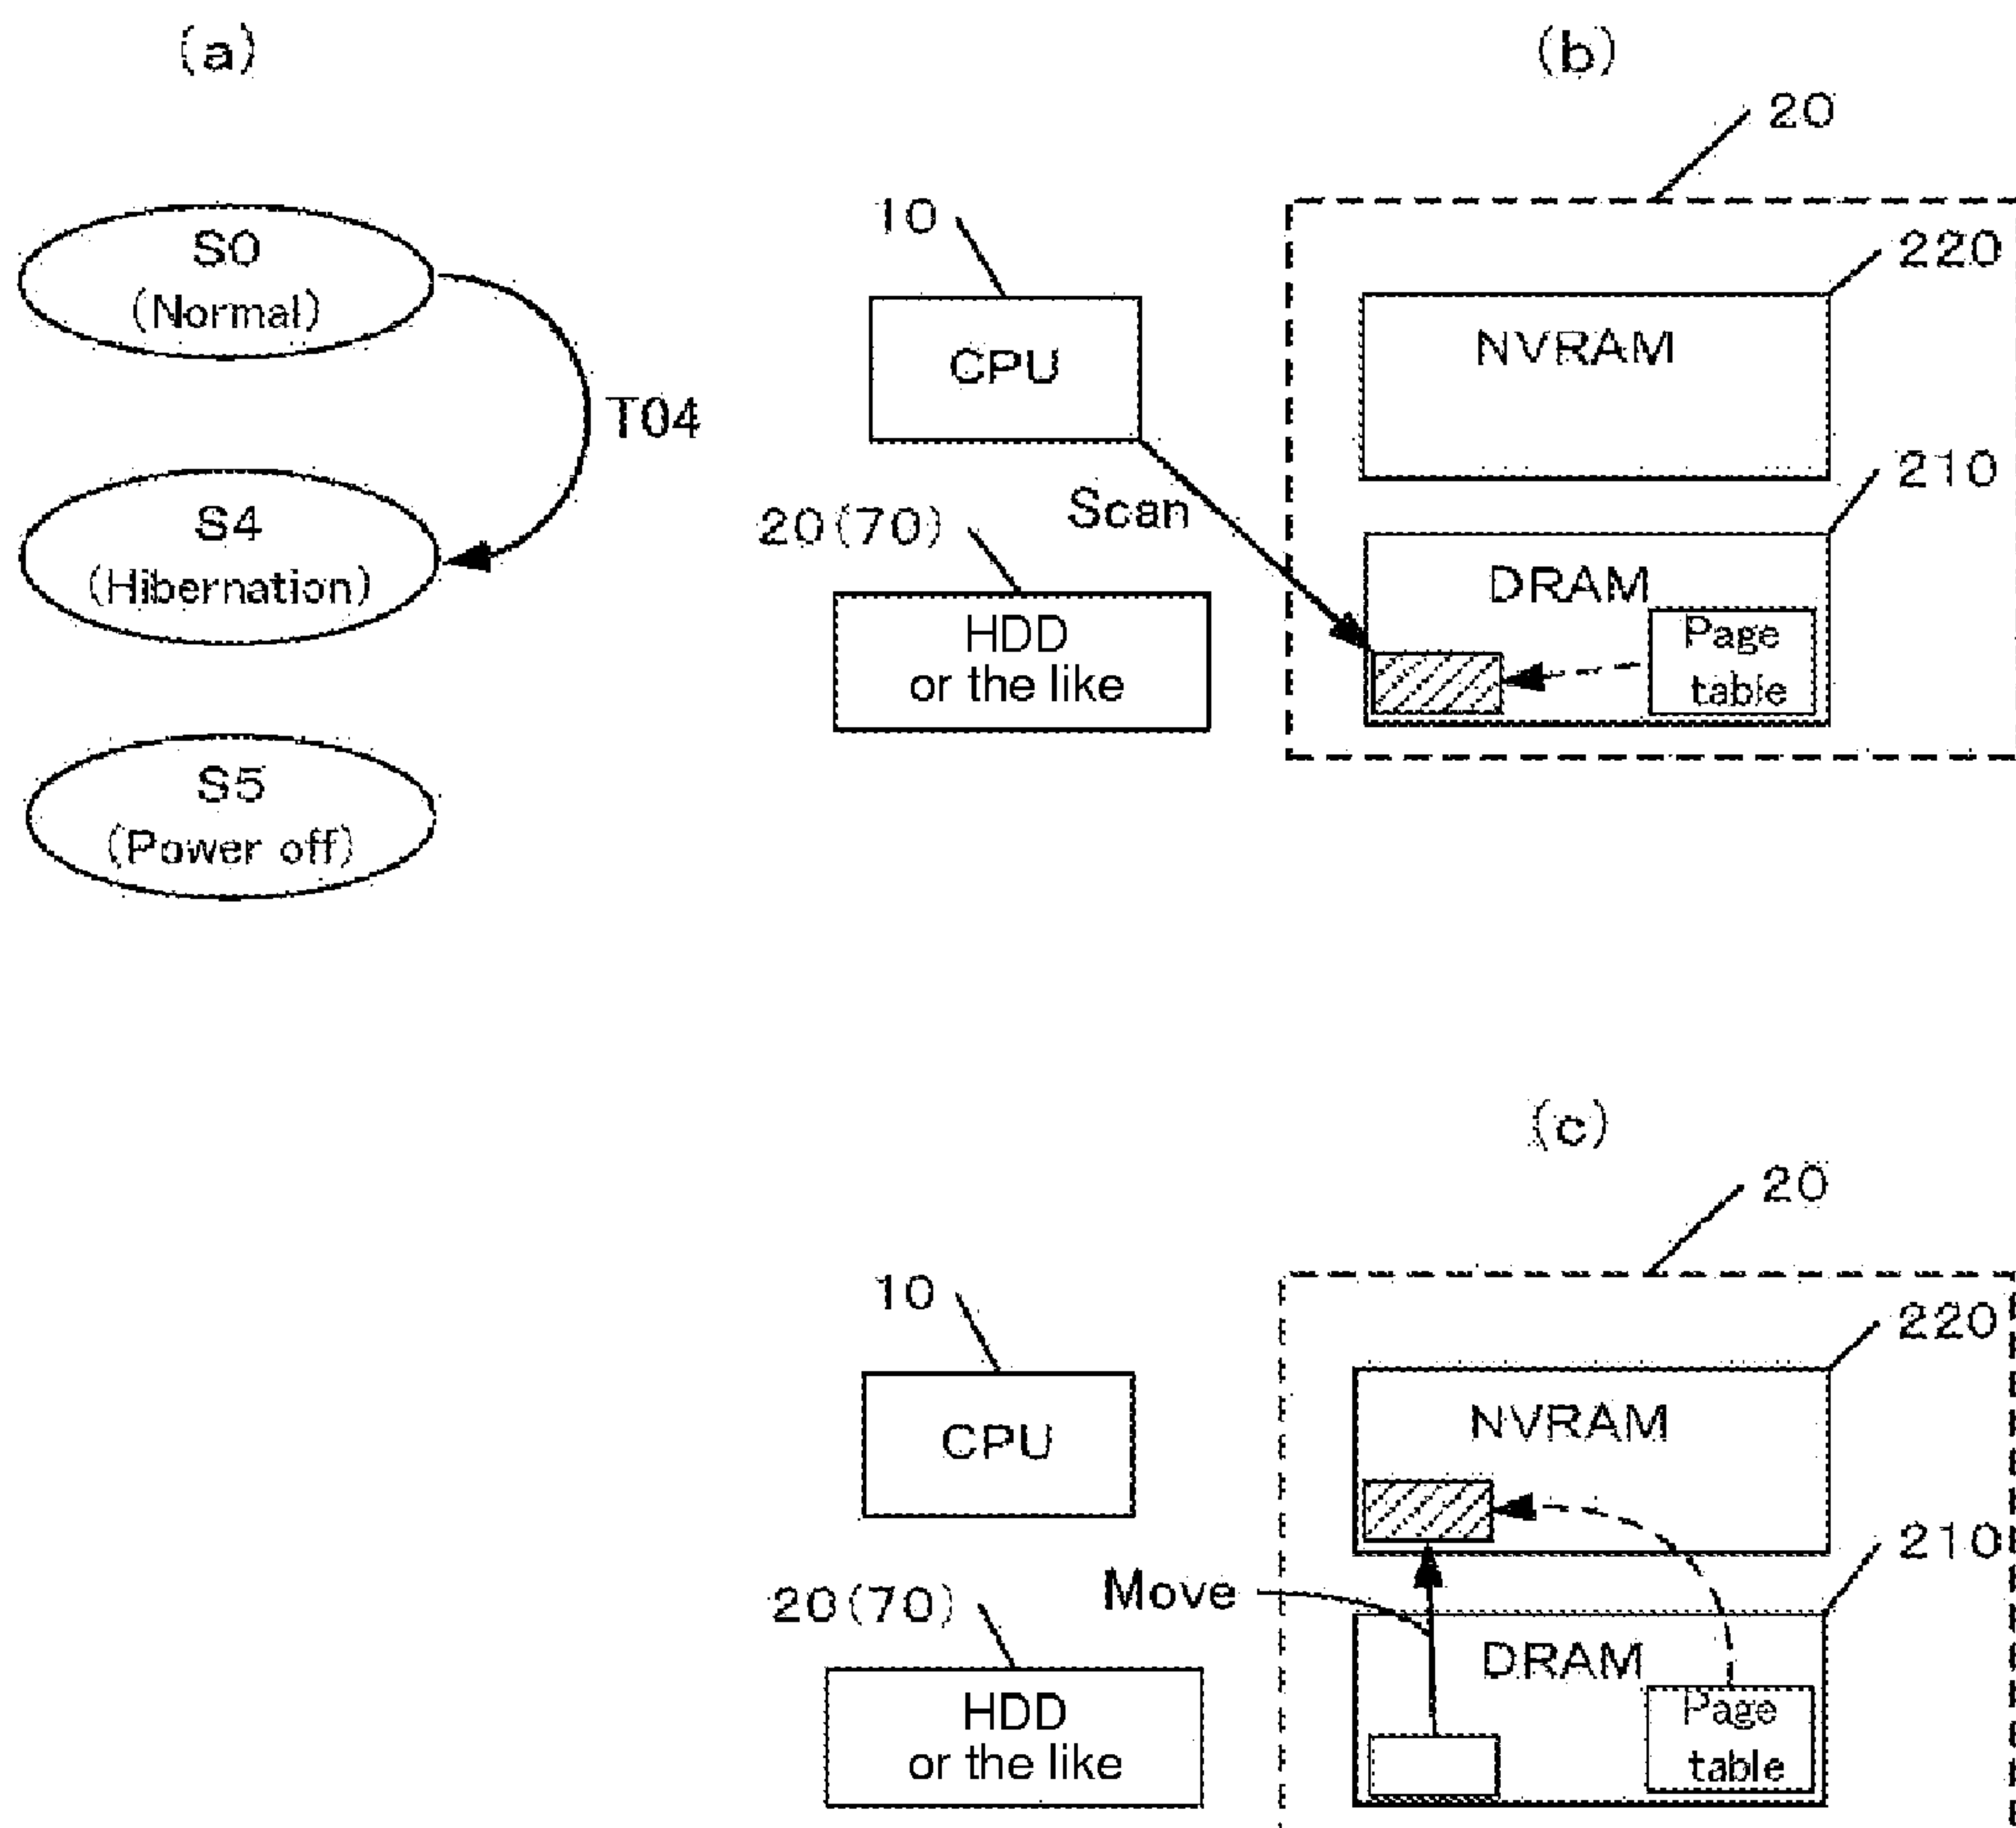 (a)
S0
(Normal)
T04
S4
(Hibernation)
S5
(Power off)
(b)
20
10
220
CPU
NVRAM
210
Scan
20(70)
DRAM
HDD
or the like
Page
table
(c)
20
10
220
CPU
NVRAM
210
Move
20(70)
DRAM
HDD
or the like
Page
table